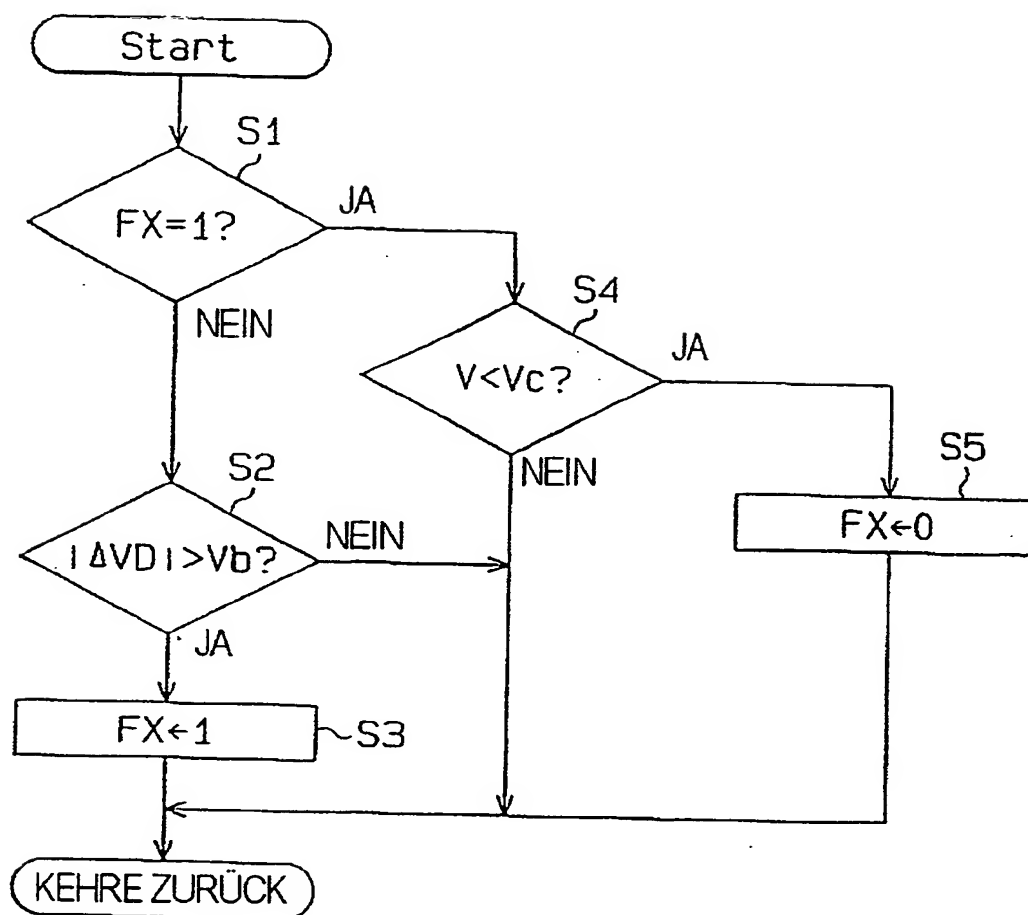 Start
S1
FX=1?
JA
NEIN
S4
V<Vc?
JA
NEIN
S5
FX←0
S2
|ΔVD|>Vb?
NEIN
JA
FX←1
S3
KEHRE ZURÜCK